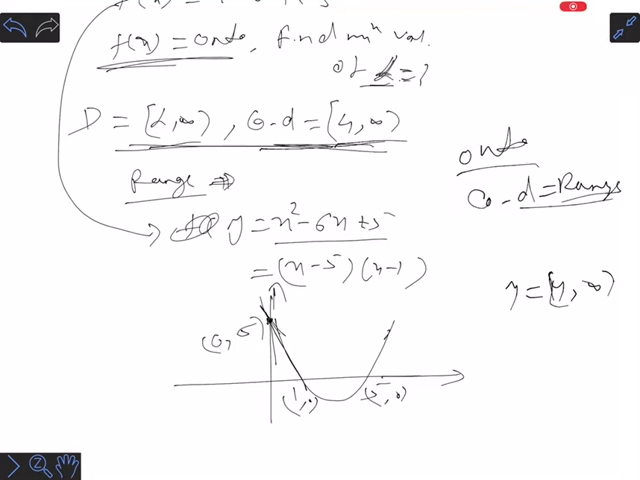 f(x) = onto, find min val.
of α = ?
D = [α, ∞), Co-d = [4, ∞)
Range ⇒
onto
Co-d = Range
y = x² - 6x + 5
= (x-5)(x-1)
y = [4, ∞)
(0, 5)
(1, 0)
(5, 0)